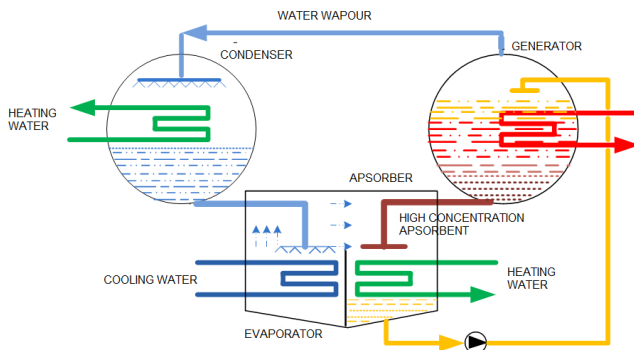 WATER WAPOUR
CONDENSER
GENERATOR
HEATING
WATER
APSORBER
HIGH CONCENTRATION
APSORBENT
COOLING WATER
HEATING
WATER
EVAPORATOR